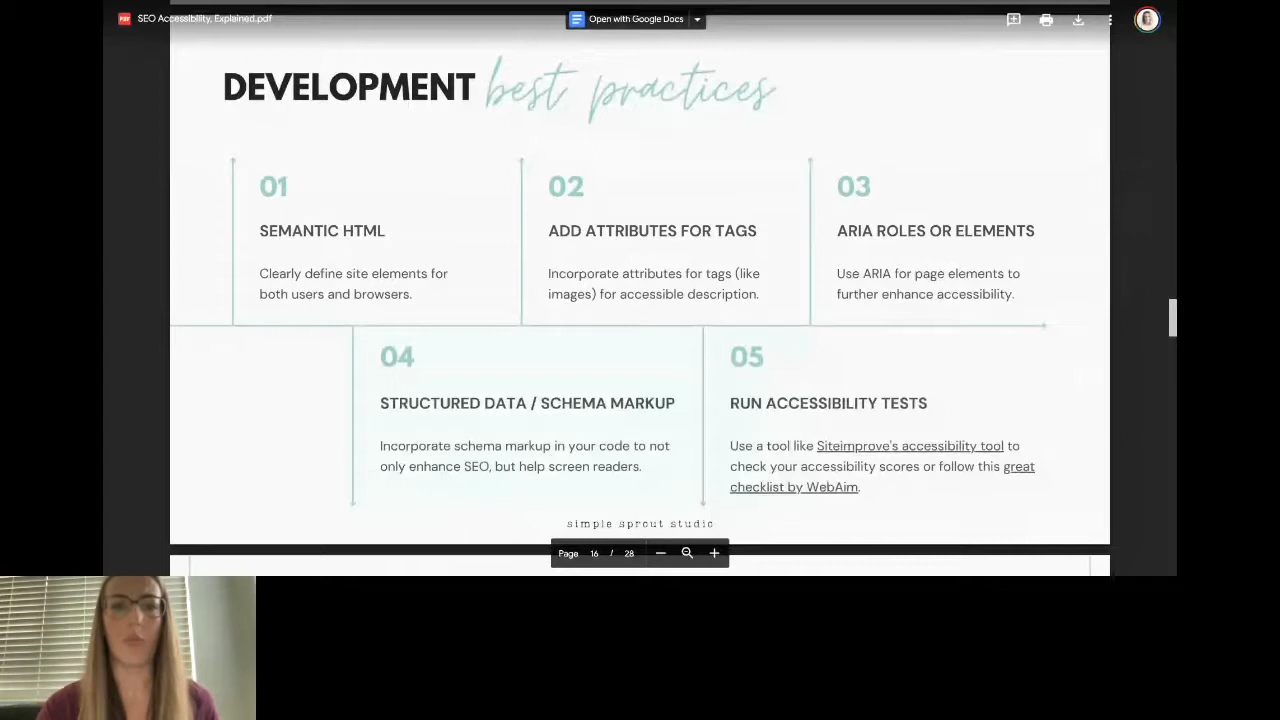 SEO Accessibility, Explained.pdf
Open with Google Docs
DEVELOPMENT best practices
01
SEMANTIC HTML
Clearly define site elements for
both users and browsers.
02
ADD ATTRIBUTES FOR TAGS
Incorporate attributes for tags (like
images) for accessible description.
03
ARIA ROLES OR ELEMENTS
Use ARIA for page elements to
further enhance accessibility.
04
STRUCTURED DATA / SCHEMA MARKUP
Incorporate schema markup in your code to not
only enhance SEO, but help screen readers.
05
RUN ACCESSIBILITY TESTS
Use a tool like Siteimprove's accessibility tool to
check your accessibility scores or follow this great
checklist by WebAim.
simple sprout studio
Page 16 / 28